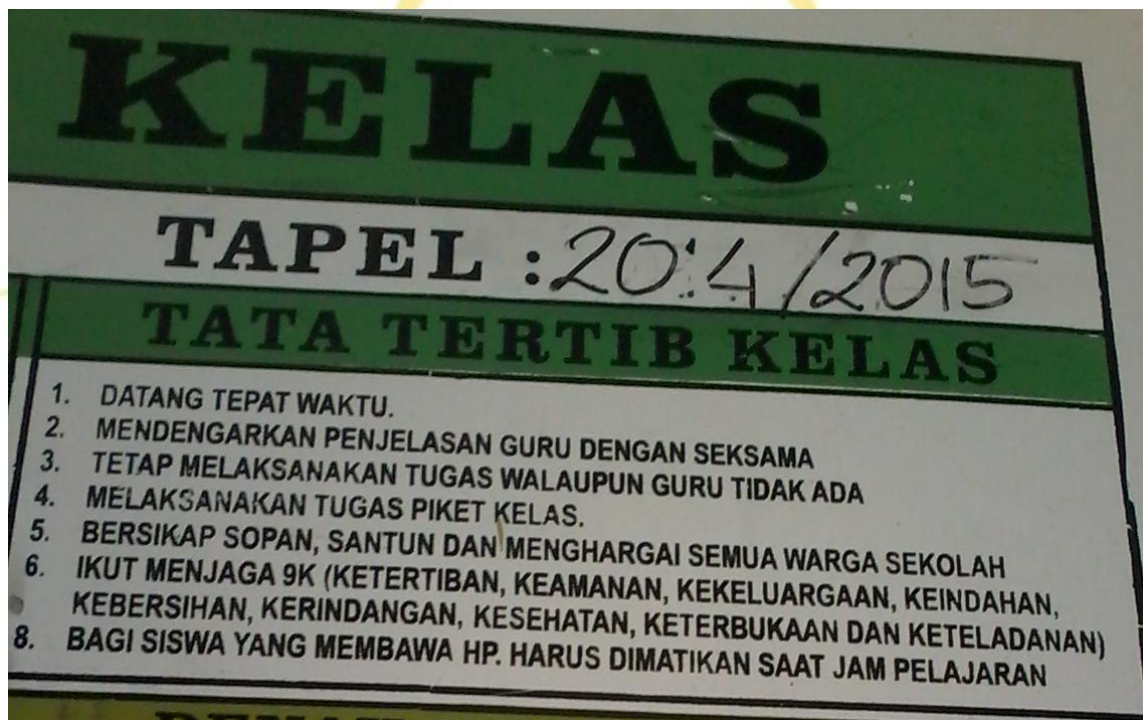 KELAS
TAPEL : 2014/2015
TATA TERTIB KELAS
1. DATANG TEPAT WAKTU.
2. MENDENGARKAN PENJELASAN GURU DENGAN SEKSAMA
3. TETAP MELAKSANAKAN TUGAS WALAUPUN GURU TIDAK ADA
4. MELAKSANAKAN TUGAS PIKET KELAS.
5. BERSIKAP SOPAN, SANTUN DAN MENGHARGAI SEMUA WARGA SEKOLAH
6. IKUT MENJAGA 9K (KETERTIBAN, KEAMANAN, KEKELUARGAAN, KEINDAHAN,
KEBERSIHAN, KERINDANGAN, KESEHATAN, KETERBUKAAN DAN KETELADANAN)
8. BAGI SISWA YANG MEMBAWA HP. HARUS DIMATIKAN SAAT JAM PELAJARAN